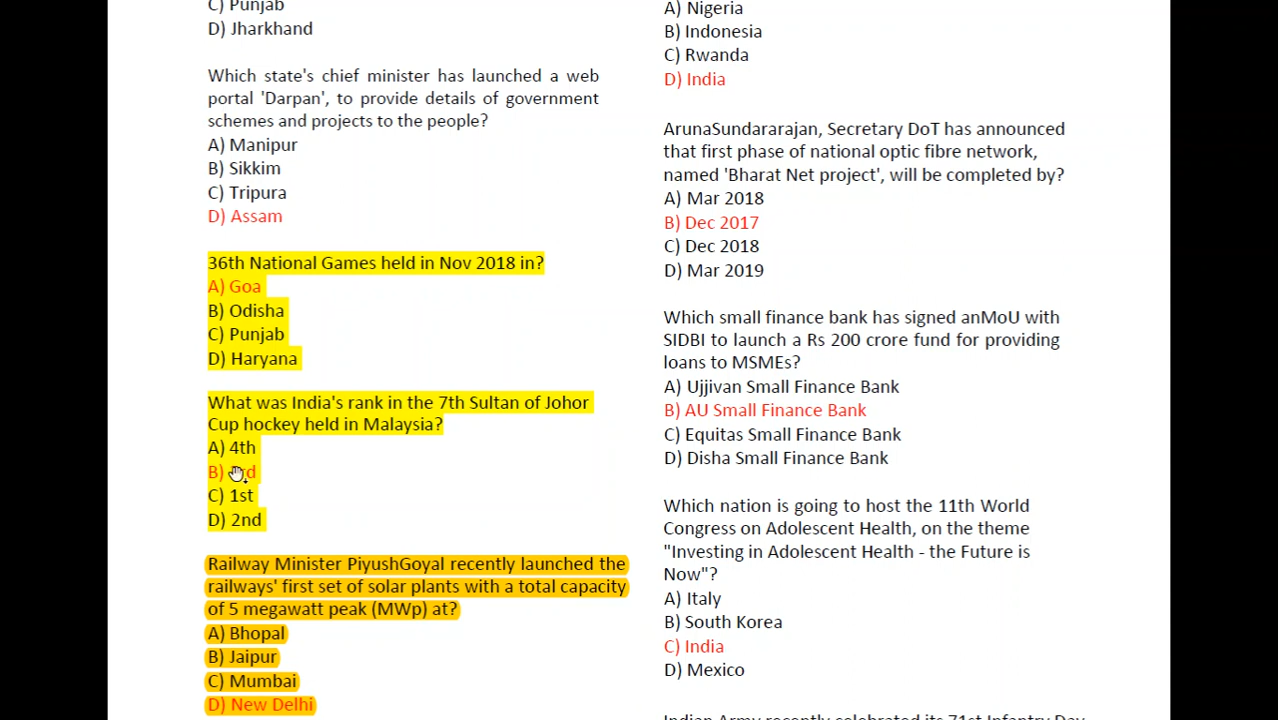 C) Punjab
D) Jharkhand
Which state's chief minister has launched a web
portal 'Darpan', to provide details of government
schemes and projects to the people?
A) Manipur
B) Sikkim
C) Tripura
D) Assam
36th National Games held in Nov 2018 in?
A) Goa
B) Odisha
C) Punjab
D) Haryana
What was India's rank in the 7th Sultan of Johor
Cup hockey held in Malaysia?
A) 4th
B)
C) 1st
D) 2nd
Railway Minister PiyushGoyal recently launched the
railways' first set of solar plants with a total capacity
of 5 megawatt peak (MWp) at?
A) Bhopal
B) Jaipur
C) Mumbai
D) New Delhi
A) Nigeria
B) Indonesia
C) Rwanda
D) India
ArunaSundararajan, Secretary DoT has announced
that first phase of national optic fibre network,
named 'Bharat Net project', will be completed by?
A) Mar 2018
B) Dec 2017
C) Dec 2018
D) Mar 2019
Which small finance bank has signed anMoU with
SIDBI to launch a Rs 200 crore fund for providing
loans to MSMEs?
A) Ujjivan Small Finance Bank
B) AU Small Finance Bank
C) Equitas Small Finance Bank
D) Disha Small Finance Bank
Which nation is going to host the 11th World
Congress on Adolescent Health, on the theme
"Investing in Adolescent Health - the Future is
Now"?
A) Italy
B) South Korea
C) India
D) Mexico
Indian Army recently celebrated its 71st Infantry Day